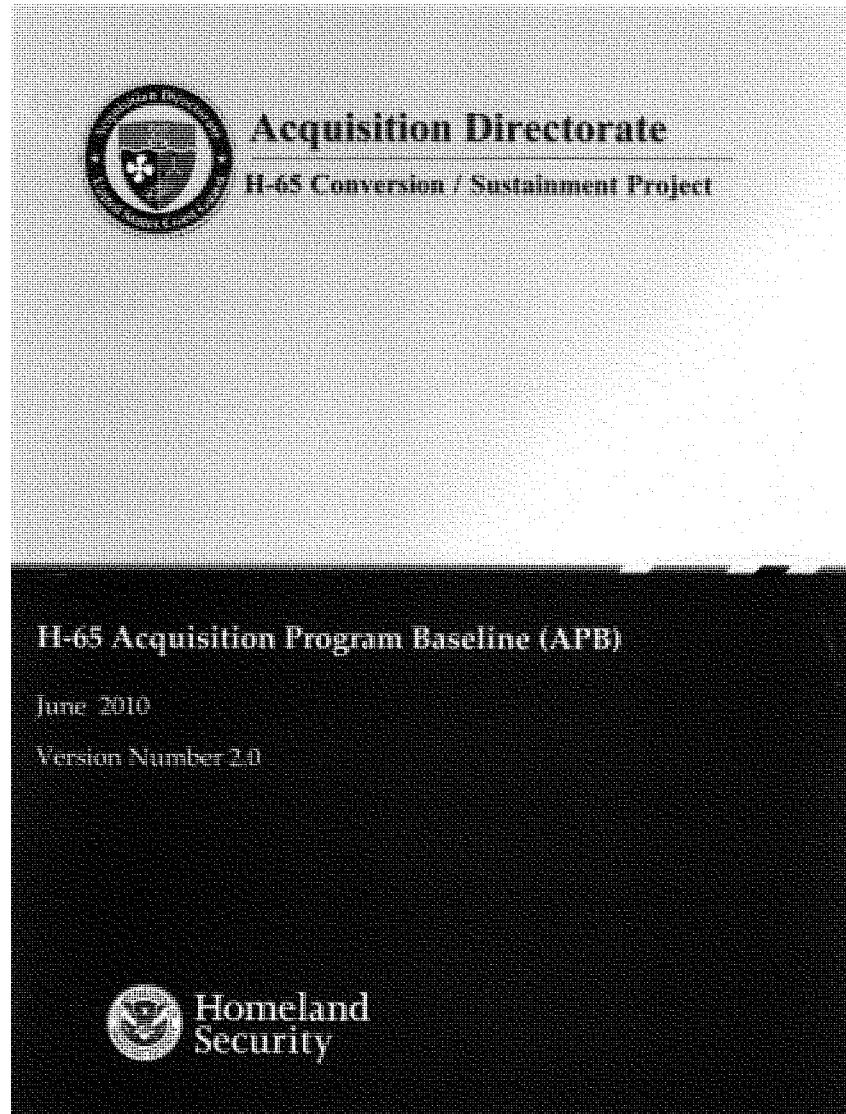 Acquisition Directorate
H-65 Conversion / Sustainment Project
H-65 Acquisition Program Baseline (APB)
June 2010
Version Number 2.0
Homeland
Security